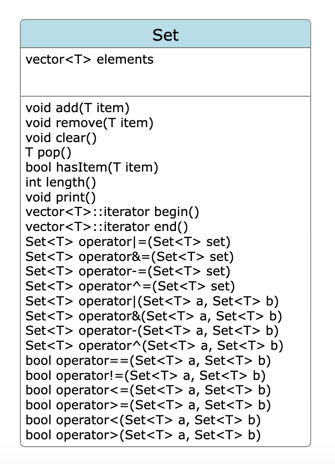 Set
vector<T> elements
void add(T item)
void remove(T item)
void clear()
T pop()
bool hasItem(T item)
int length()
void print()
vector<T>::iterator begin()
vector<T>::iterator end()
Set<T> operator|=(Set<T> set)
Set<T> operator&=(Set<T> set)
Set<T> operator-=(Set<T> set)
Set<T> operator^=(Set<T> set)
Set<T> operator|(Set<T> a, Set<T> b)
Set<T> operator&(Set<T> a, Set<T> b)
Set<T> operator-(Set<T> a, Set<T> b)
Set<T> operator^(Set<T> a, Set<T> b)
bool operator==(Set<T> a, Set<T> b)
bool operator!=(Set<T> a, Set<T> b)
bool operator<=(Set<T> a, Set<T> b)
bool operator>=(Set<T> a, Set<T> b)
bool operator<(Set<T> a, Set<T> b)
bool operator>(Set<T> a, Set<T> b)